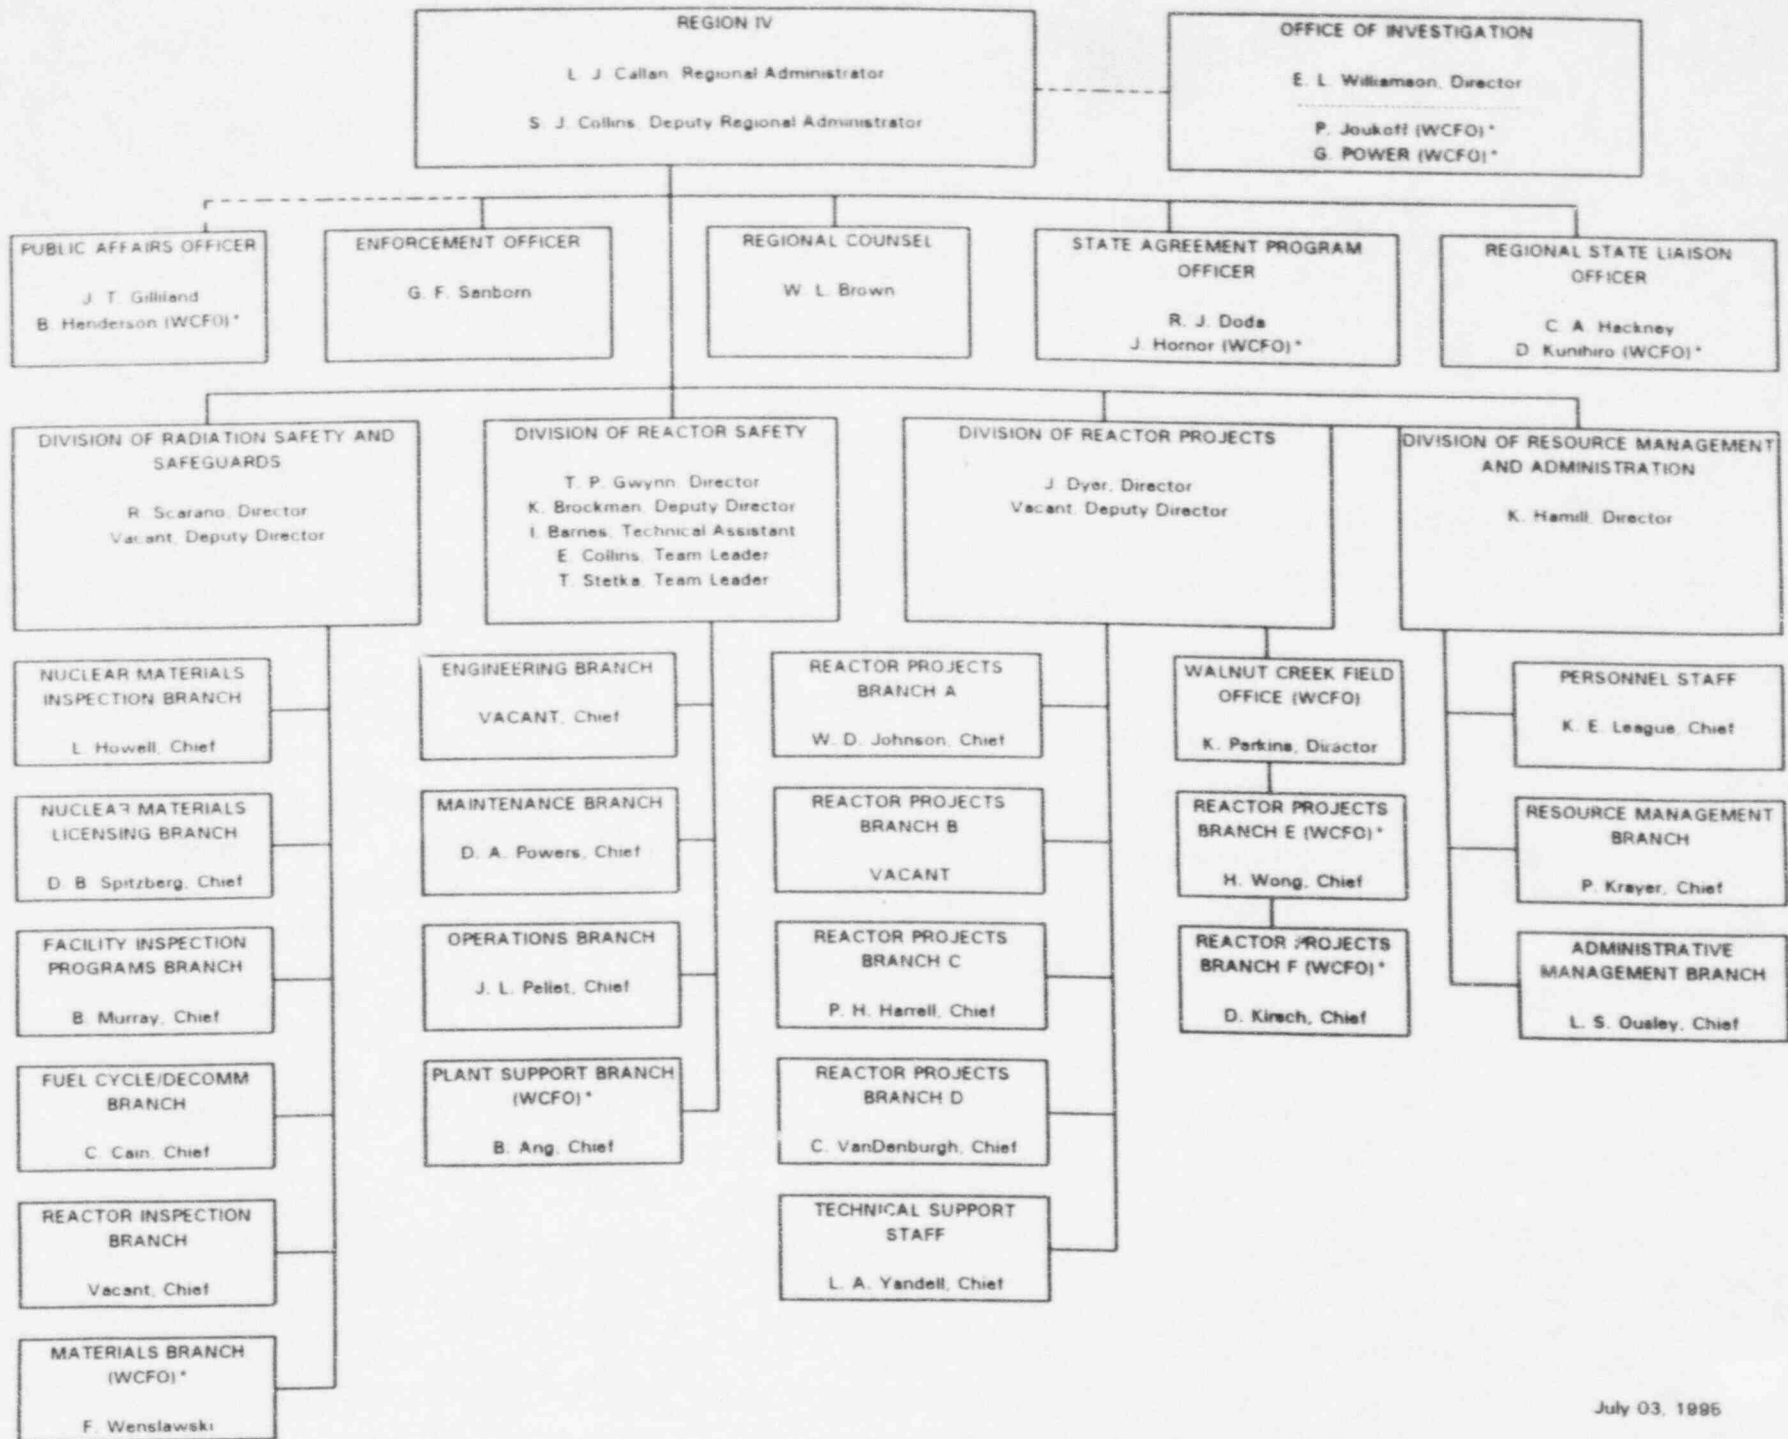 REGION IV
L. J. Callan, Regional Administrator
S. J. Collins, Deputy Regional Administrator
OFFICE OF INVESTIGATION
E. L. Williamson, Director
P. Joukoff (WCFO)*
G. POWER (WCFO)*
PUBLIC AFFAIRS OFFICER
J. T. Gilliland
B. Henderson (WCFO)*
ENFORCEMENT OFFICER
G. F. Sanborn
REGIONAL COUNSEL
W. L. Brown
STATE AGREEMENT PROGRAM
OFFICER
R. J. Doda
J. Hornor (WCFO)*
REGIONAL STATE LIAISON
OFFICER
C. A. Hackney
D. Kunihiro (WCFO)*
DIVISION OF RADIATION SAFETY AND
SAFEGUARDS
R. Scarano, Director
Vacant, Deputy Director
DIVISION OF REACTOR SAFETY
T. P. Gwynn, Director
K. Brockman, Deputy Director
I. Barnes, Technical Assistant
E. Collins, Team Leader
T. Stetka, Team Leader
DIVISION OF REACTOR PROJECTS
J. Dyer, Director
Vacant, Deputy Director
DIVISION OF RESOURCE MANAGEMENT
AND ADMINISTRATION
K. Hamill, Director
NUCLEAR MATERIALS
INSPECTION BRANCH
L. Howell, Chief
NUCLEAR MATERIALS
LICENSING BRANCH
D. B. Spitzberg, Chief
FACILITY INSPECTION
PROGRAMS BRANCH
B. Murray, Chief
FUEL CYCLE/DECOMM
BRANCH
C. Cain, Chief
REACTOR INSPECTION
BRANCH
Vacant, Chief
MATERIALS BRANCH
(WCFO)*
F. Wenslawski
ENGINEERING BRANCH
VACANT, Chief
MAINTENANCE BRANCH
D. A. Powers, Chief
OPERATIONS BRANCH
J. L. Pellet, Chief
PLANT SUPPORT BRANCH
(WCFO)*
B. Ang, Chief
REACTOR PROJECTS
BRANCH A
W. D. Johnson, Chief
REACTOR PROJECTS
BRANCH B
VACANT
REACTOR PROJECTS
BRANCH C
P. H. Harrell, Chief
REACTOR PROJECTS
BRANCH D
C. VanDenburgh, Chief
TECHNICAL SUPPORT
STAFF
L. A. Yandell, Chief
WALNUT CREEK FIELD
OFFICE (WCFO)
K. Perkins, Director
REACTOR PROJECTS
BRANCH E (WCFO)*
H. Wong, Chief
REACTOR PROJECTS
BRANCH F (WCFO)*
D. Kirsch, Chief
PERSONNEL STAFF
K. E. League, Chief
RESOURCE MANAGEMENT
BRANCH
P. Krayer, Chief
ADMINISTRATIVE
MANAGEMENT BRANCH
L. S. Ousley, Chief
July 03, 1995